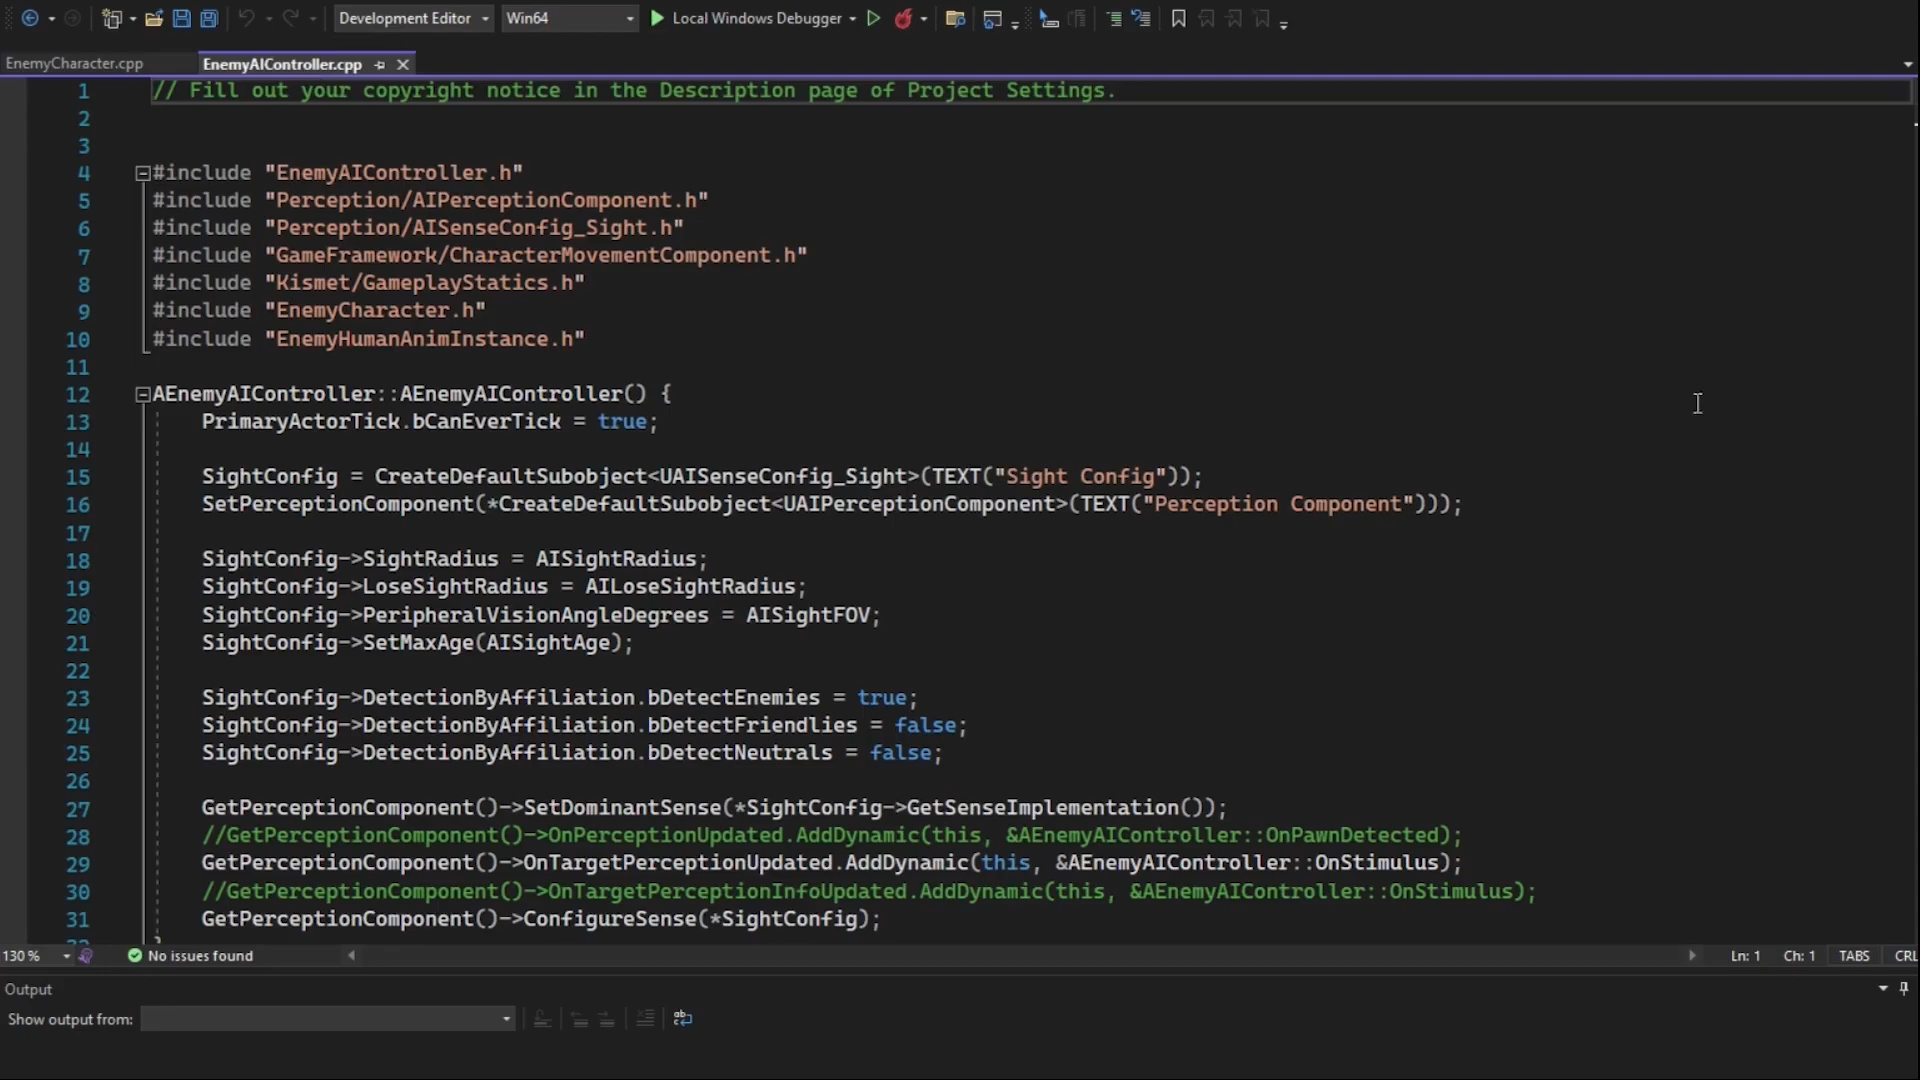 Development Editor Win64 Local Windows Debugger
EnemyCharacter.cpp EnemyAIController.cpp
1 // Fill out your copyright notice in the Description page of Project Settings.
2
3
4 #include "EnemyAIController.h"
5 #include "Perception/AIPerceptionComponent.h"
6 #include "Perception/AISenseConfig_Sight.h"
7 #include "GameFramework/CharacterMovementComponent.h"
8 #include "Kismet/GameplayStatics.h"
9 #include "EnemyCharacter.h"
10 #include "EnemyHumanAnimInstance.h"
11
12 AEnemyAIController::AEnemyAIController() {
13 PrimaryActorTick.bCanEverTick = true;
14
15 SightConfig = CreateDefaultSubobject<UAISenseConfig_Sight>(TEXT("Sight Config"));
16 SetPerceptionComponent(*CreateDefaultSubobject<UAIPerceptionComponent>(TEXT("Perception Component")));
17
18 SightConfig->SightRadius = AISightRadius;
19 SightConfig->LoseSightRadius = AILoseSightRadius;
20 SightConfig->PeripheralVisionAngleDegrees = AISightFOV;
21 SightConfig->SetMaxAge(AISightAge);
22
23 SightConfig->DetectionByAffiliation.bDetectEnemies = true;
24 SightConfig->DetectionByAffiliation.bDetectFriendlies = false;
25 SightConfig->DetectionByAffiliation.bDetectNeutrals = false;
26
27 GetPerceptionComponent()->SetDominantSense(*SightConfig->GetSenseImplementation());
28 //GetPerceptionComponent()->OnPerceptionUpdated.AddDynamic(this, &AEnemyAIController::OnPawnDetected);
29 GetPerceptionComponent()->OnTargetPerceptionUpdated.AddDynamic(this, &AEnemyAIController::OnStimulus);
30 //GetPerceptionComponent()->OnTargetPerceptionInfoUpdated.AddDynamic(this, &AEnemyAIController::OnStimulus);
31 GetPerceptionComponent()->ConfigureSense(*SightConfig);
130 % No issues found Ln: 1 Ch: 1 TABS CRL
Output
Show output from: